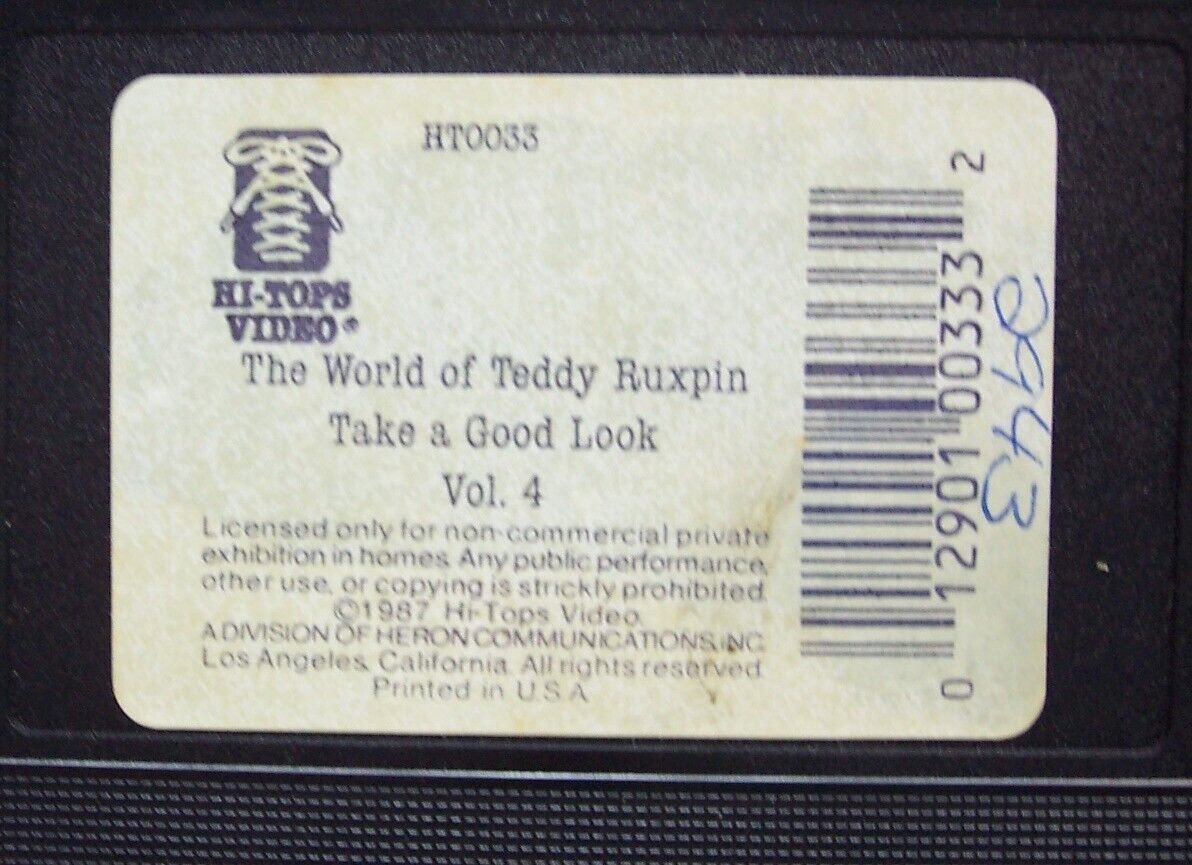 HT0033
HI-TOPS
VIDEO®
The World of Teddy Ruxpin
Take a Good Look
Vol. 4
Licensed only for non-commercial private
exhibition in homes. Any public performance,
other use, or copying is strickly prohibited.
©1987 Hi-Tops Video.
A DIVISION OF HERON COMMUNICATIONS, INC.
Los Angeles, California. All rights reserved.
Printed in U.S.A.
0 12901 00333 2
2943